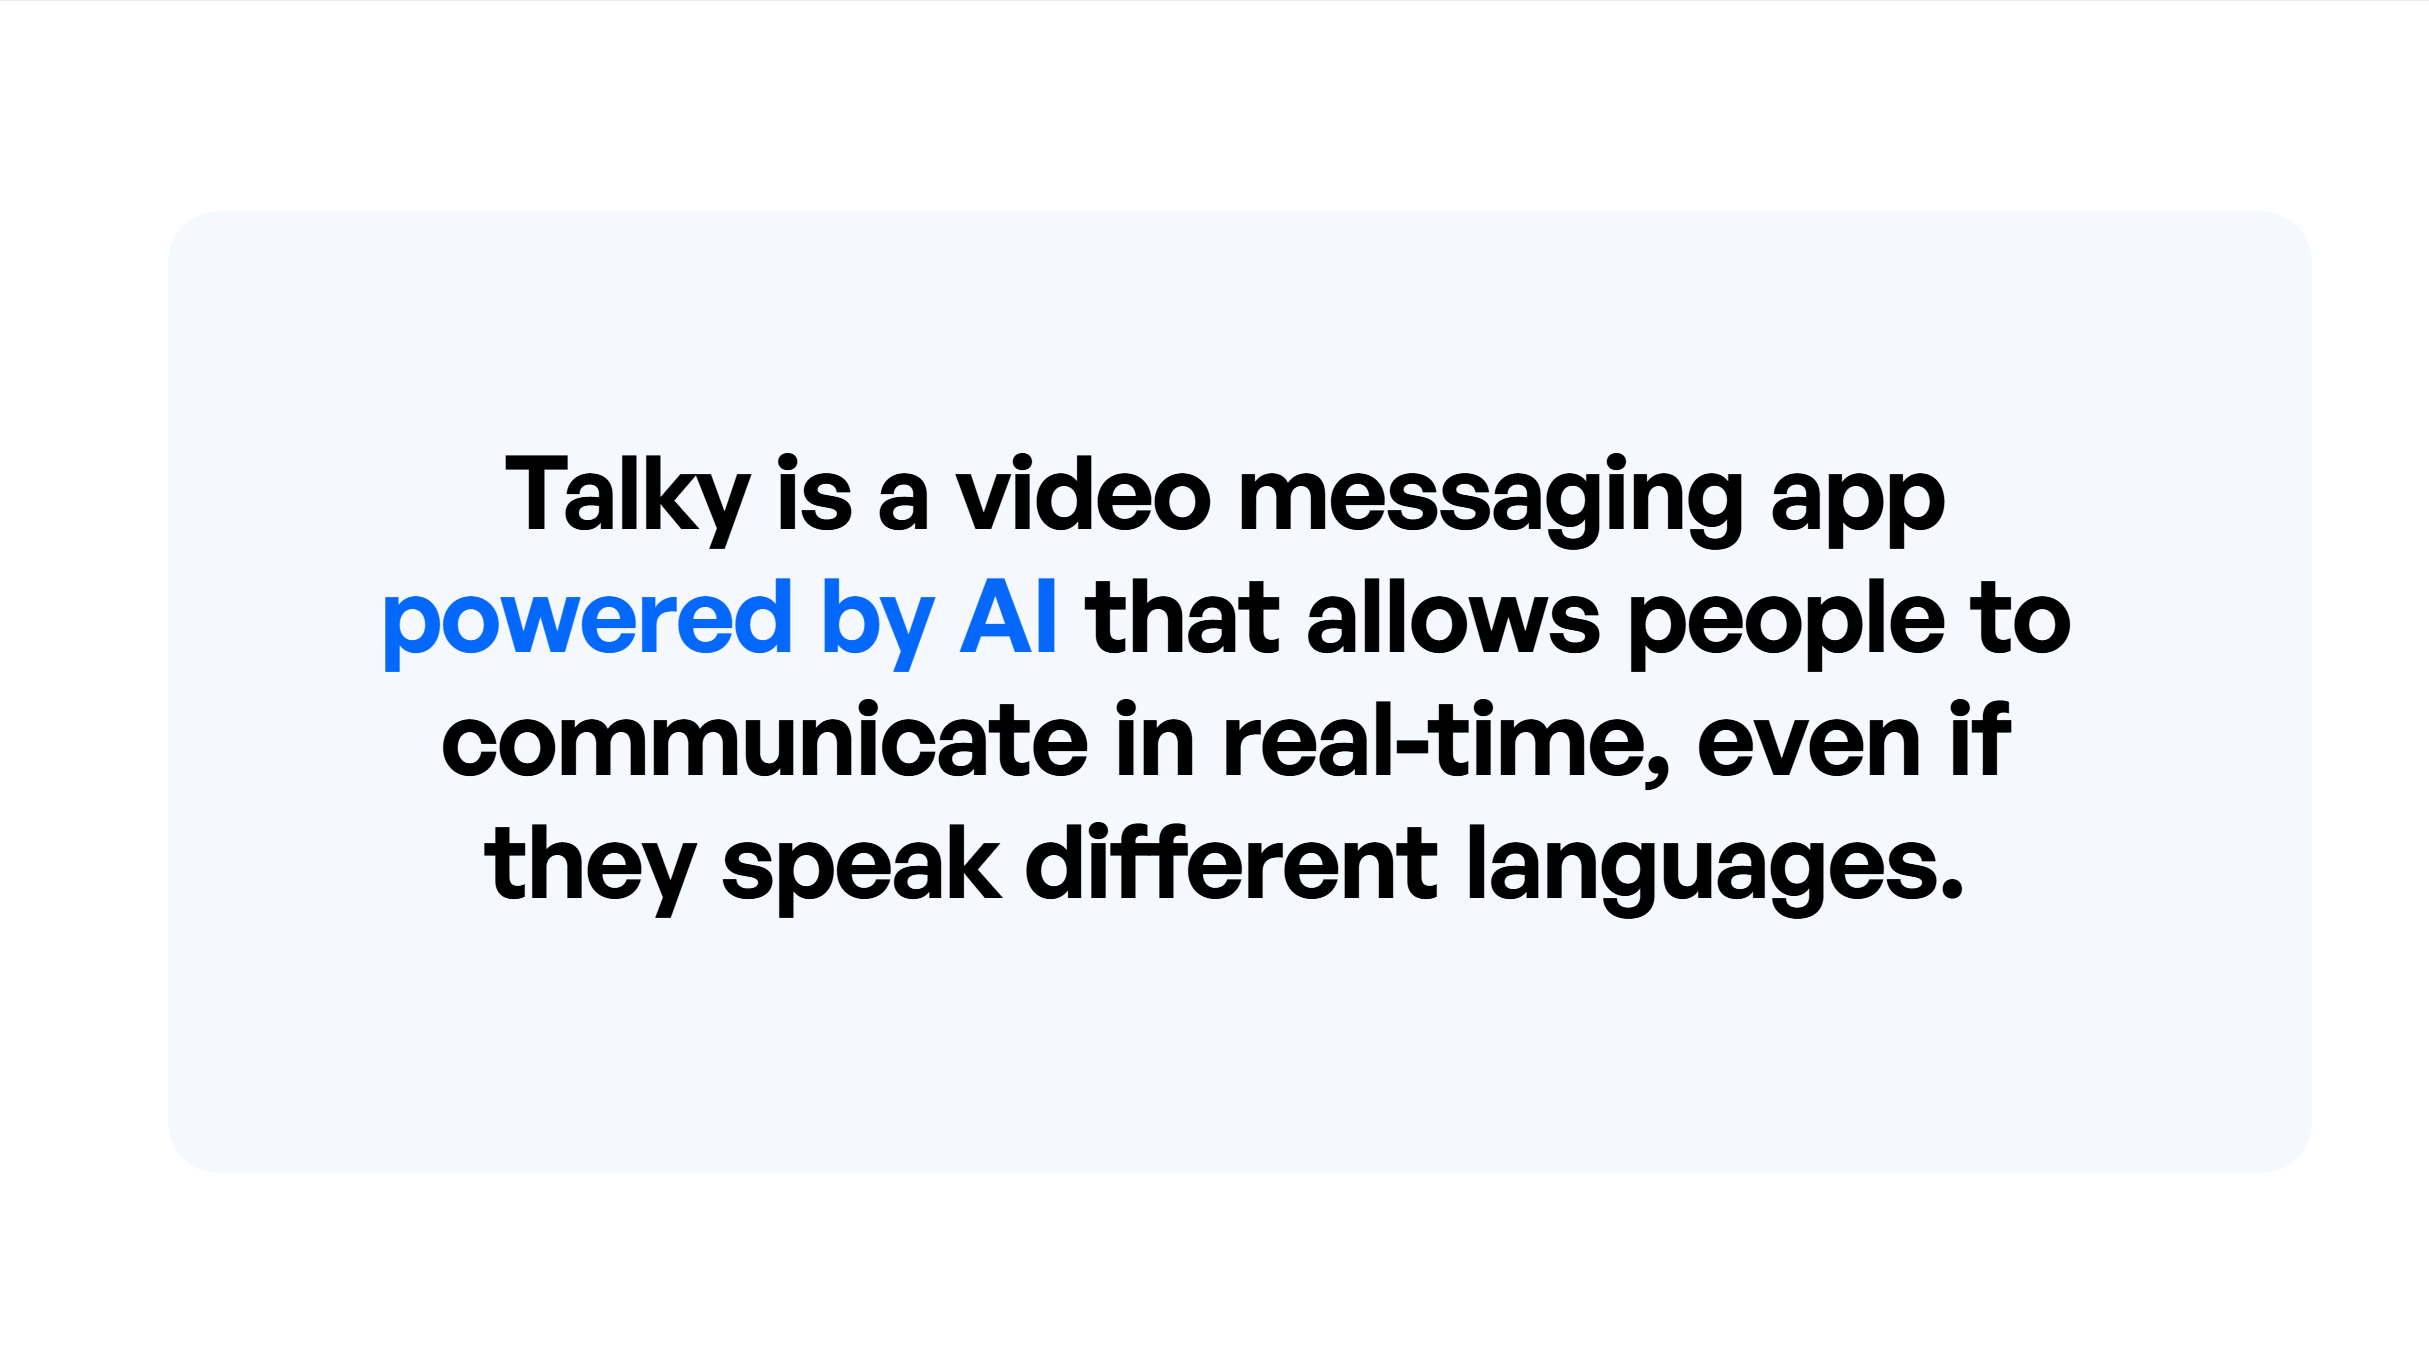 Talky is a video messaging app
powered by AI that allows people to
communicate in real-time, even if
they speak different languages.